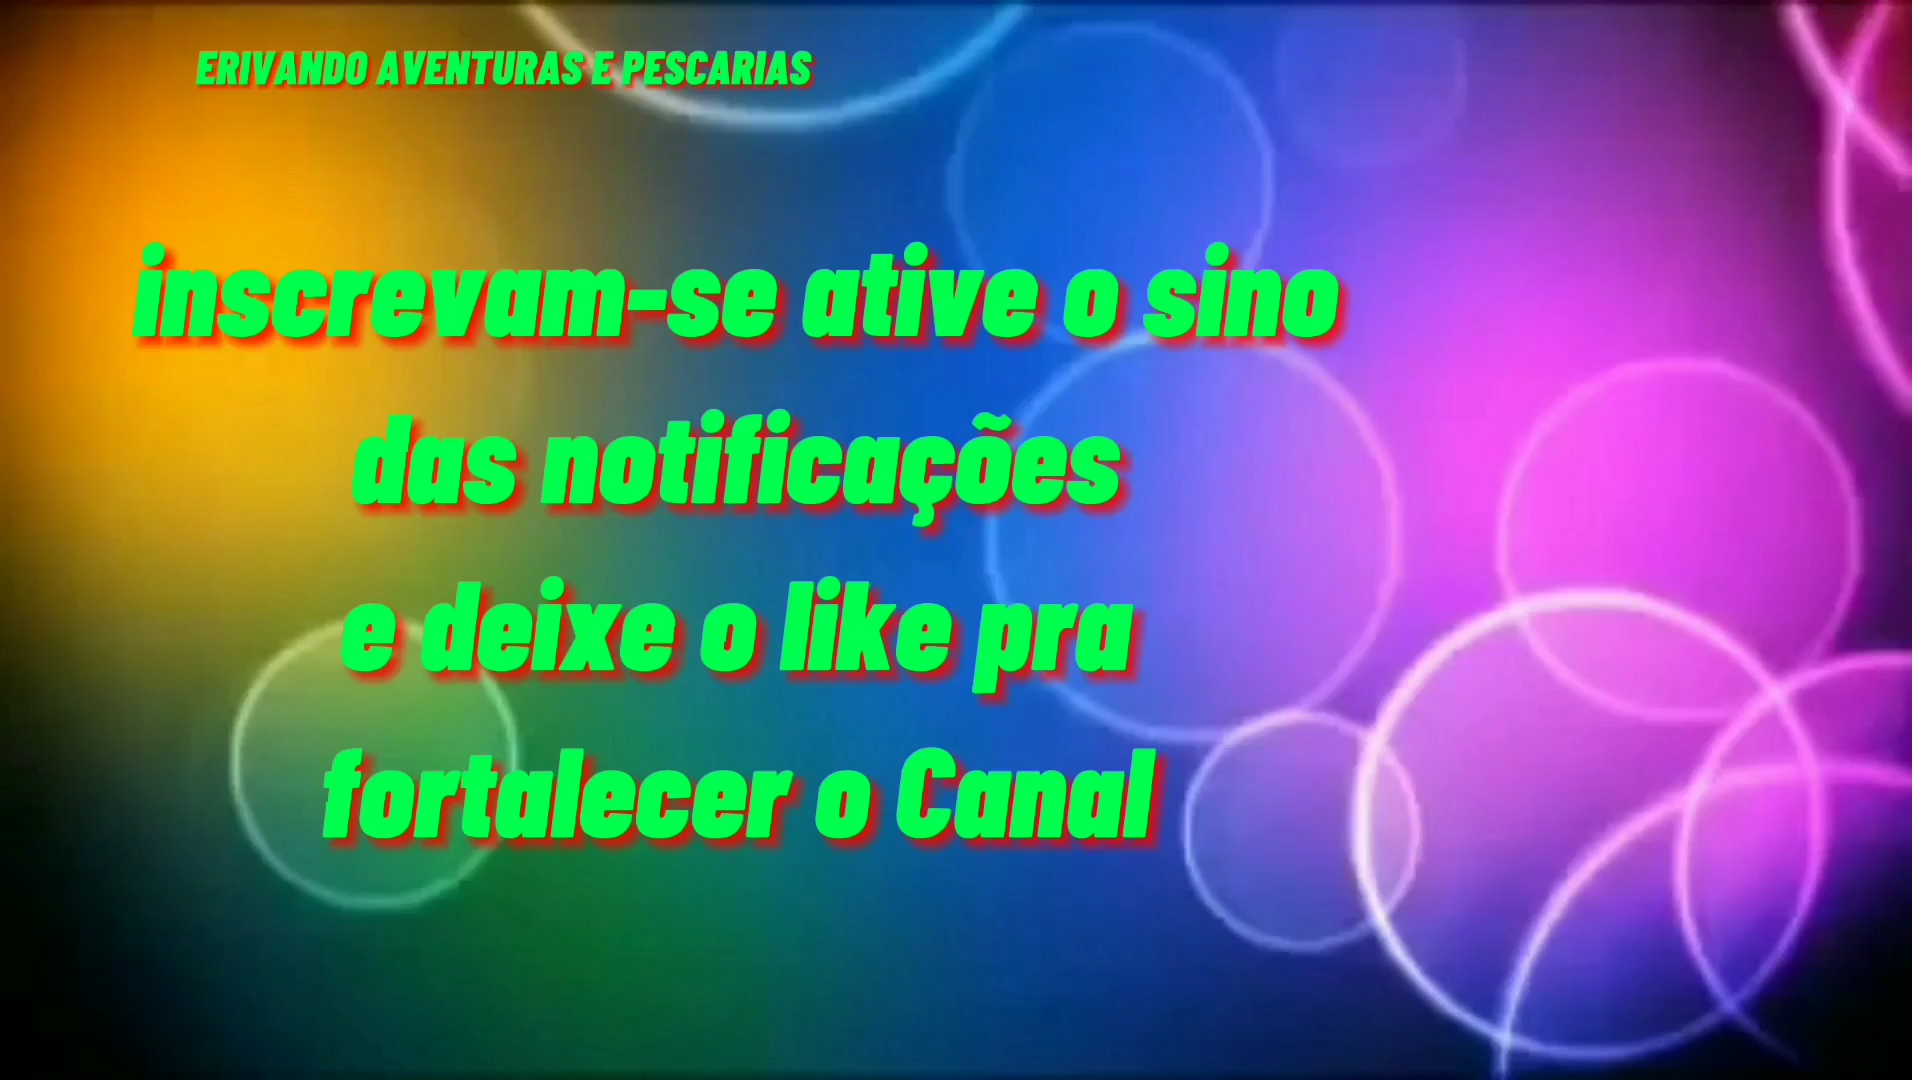 ERIVANDO AVENTURAS E PESCARIAS
inscrevam-se ative o sino
das notificações
e deixe o like pra
fortalecer o Canal